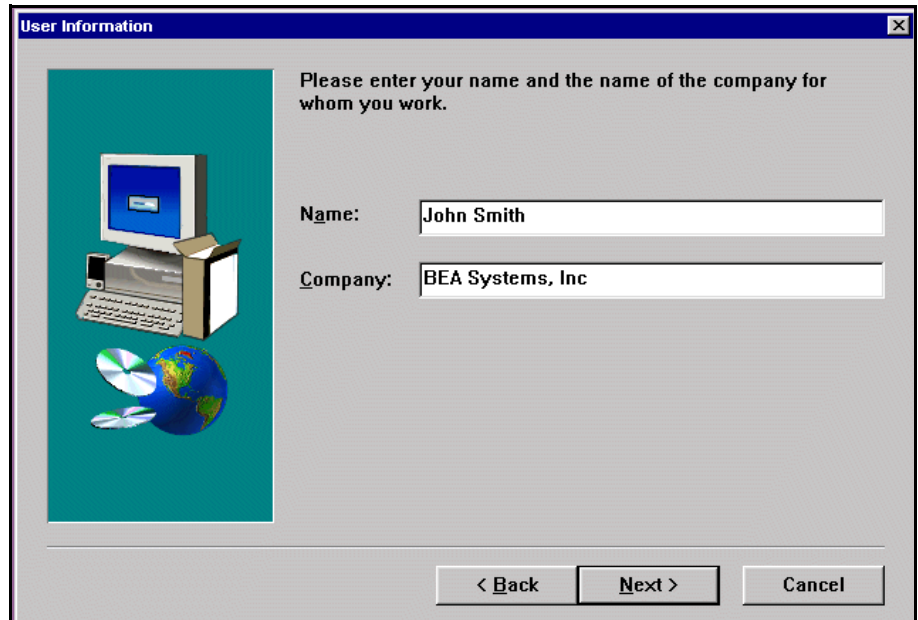 User Information
Please enter your name and the name of the company for
whom you work.
Name: John Smith
Company: BEA Systems, Inc
< Back Next > Cancel